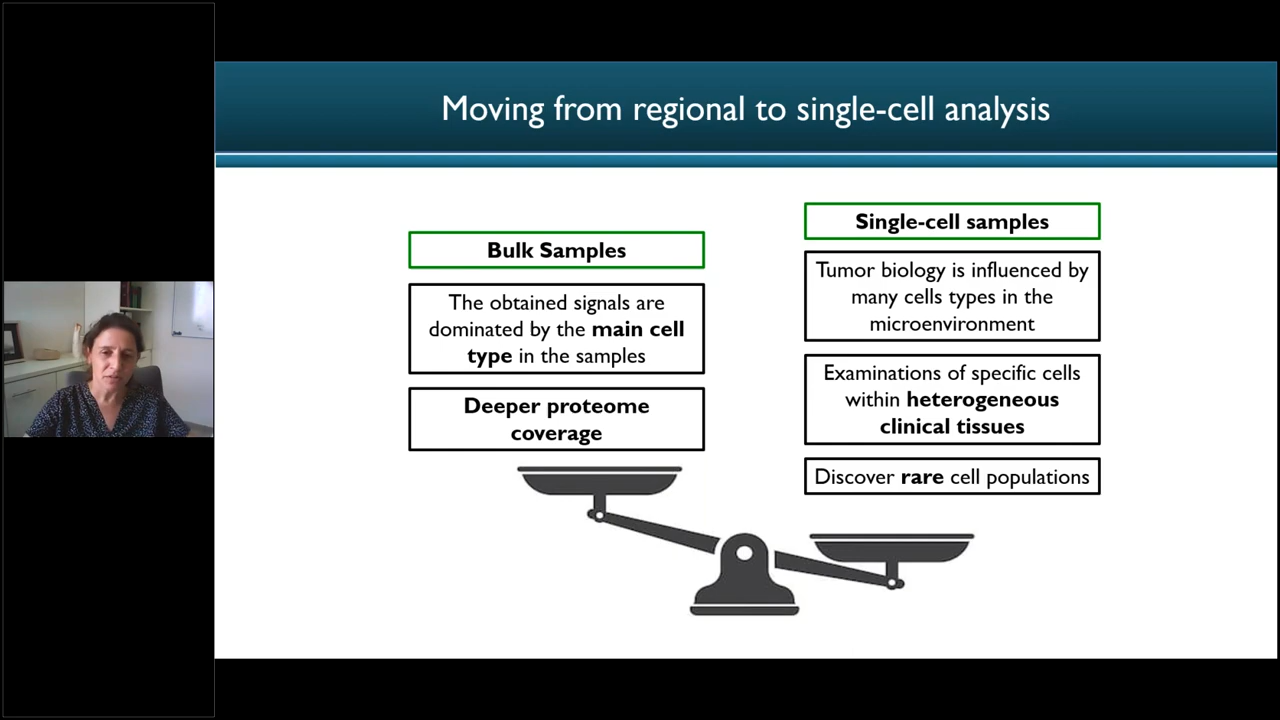 Moving from regional to single-cell analysis
Bulk Samples
The obtained signals are
dominated by the main cell
type in the samples
Deeper proteome
coverage
Single-cell samples
Tumor biology is influenced by
many cells types in the
microenvironment
Examinations of specific cells
within heterogeneous
clinical tissues
Discover rare cell populations